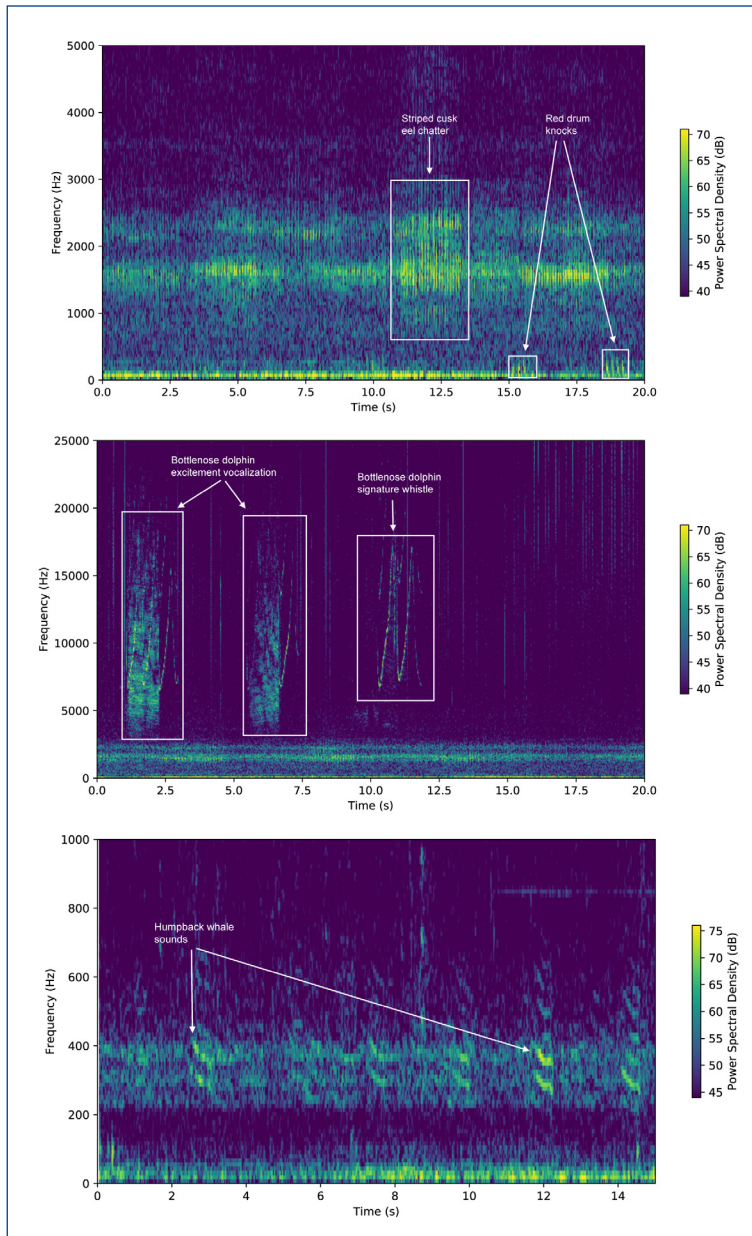 5000
4000
3000
2000
1000
0
Frequency (Hz)
Striped cusk
eel chatter
Red drum
knocks
0.0 2.5 5.0 7.5 10.0 12.5 15.0 17.5 20.0
Time (s)
70
65
60
55
50
45
40
Power Spectral Density (dB)
25000
20000
15000
10000
5000
0
Frequency (Hz)
Bottlenose dolphin
excitement vocalization
Bottlenose dolphin
signature whistle
0.0 2.5 5.0 7.5 10.0 12.5 15.0 17.5 20.0
Time (s)
70
65
60
55
50
45
40
Power Spectral Density (dB)
1000
800
600
400
200
0
Frequency (Hz)
Humpback whale
sounds
0 2 4 6 8 10 12 14
Time (s)
75
70
65
60
55
50
45
Power Spectral Density (dB)